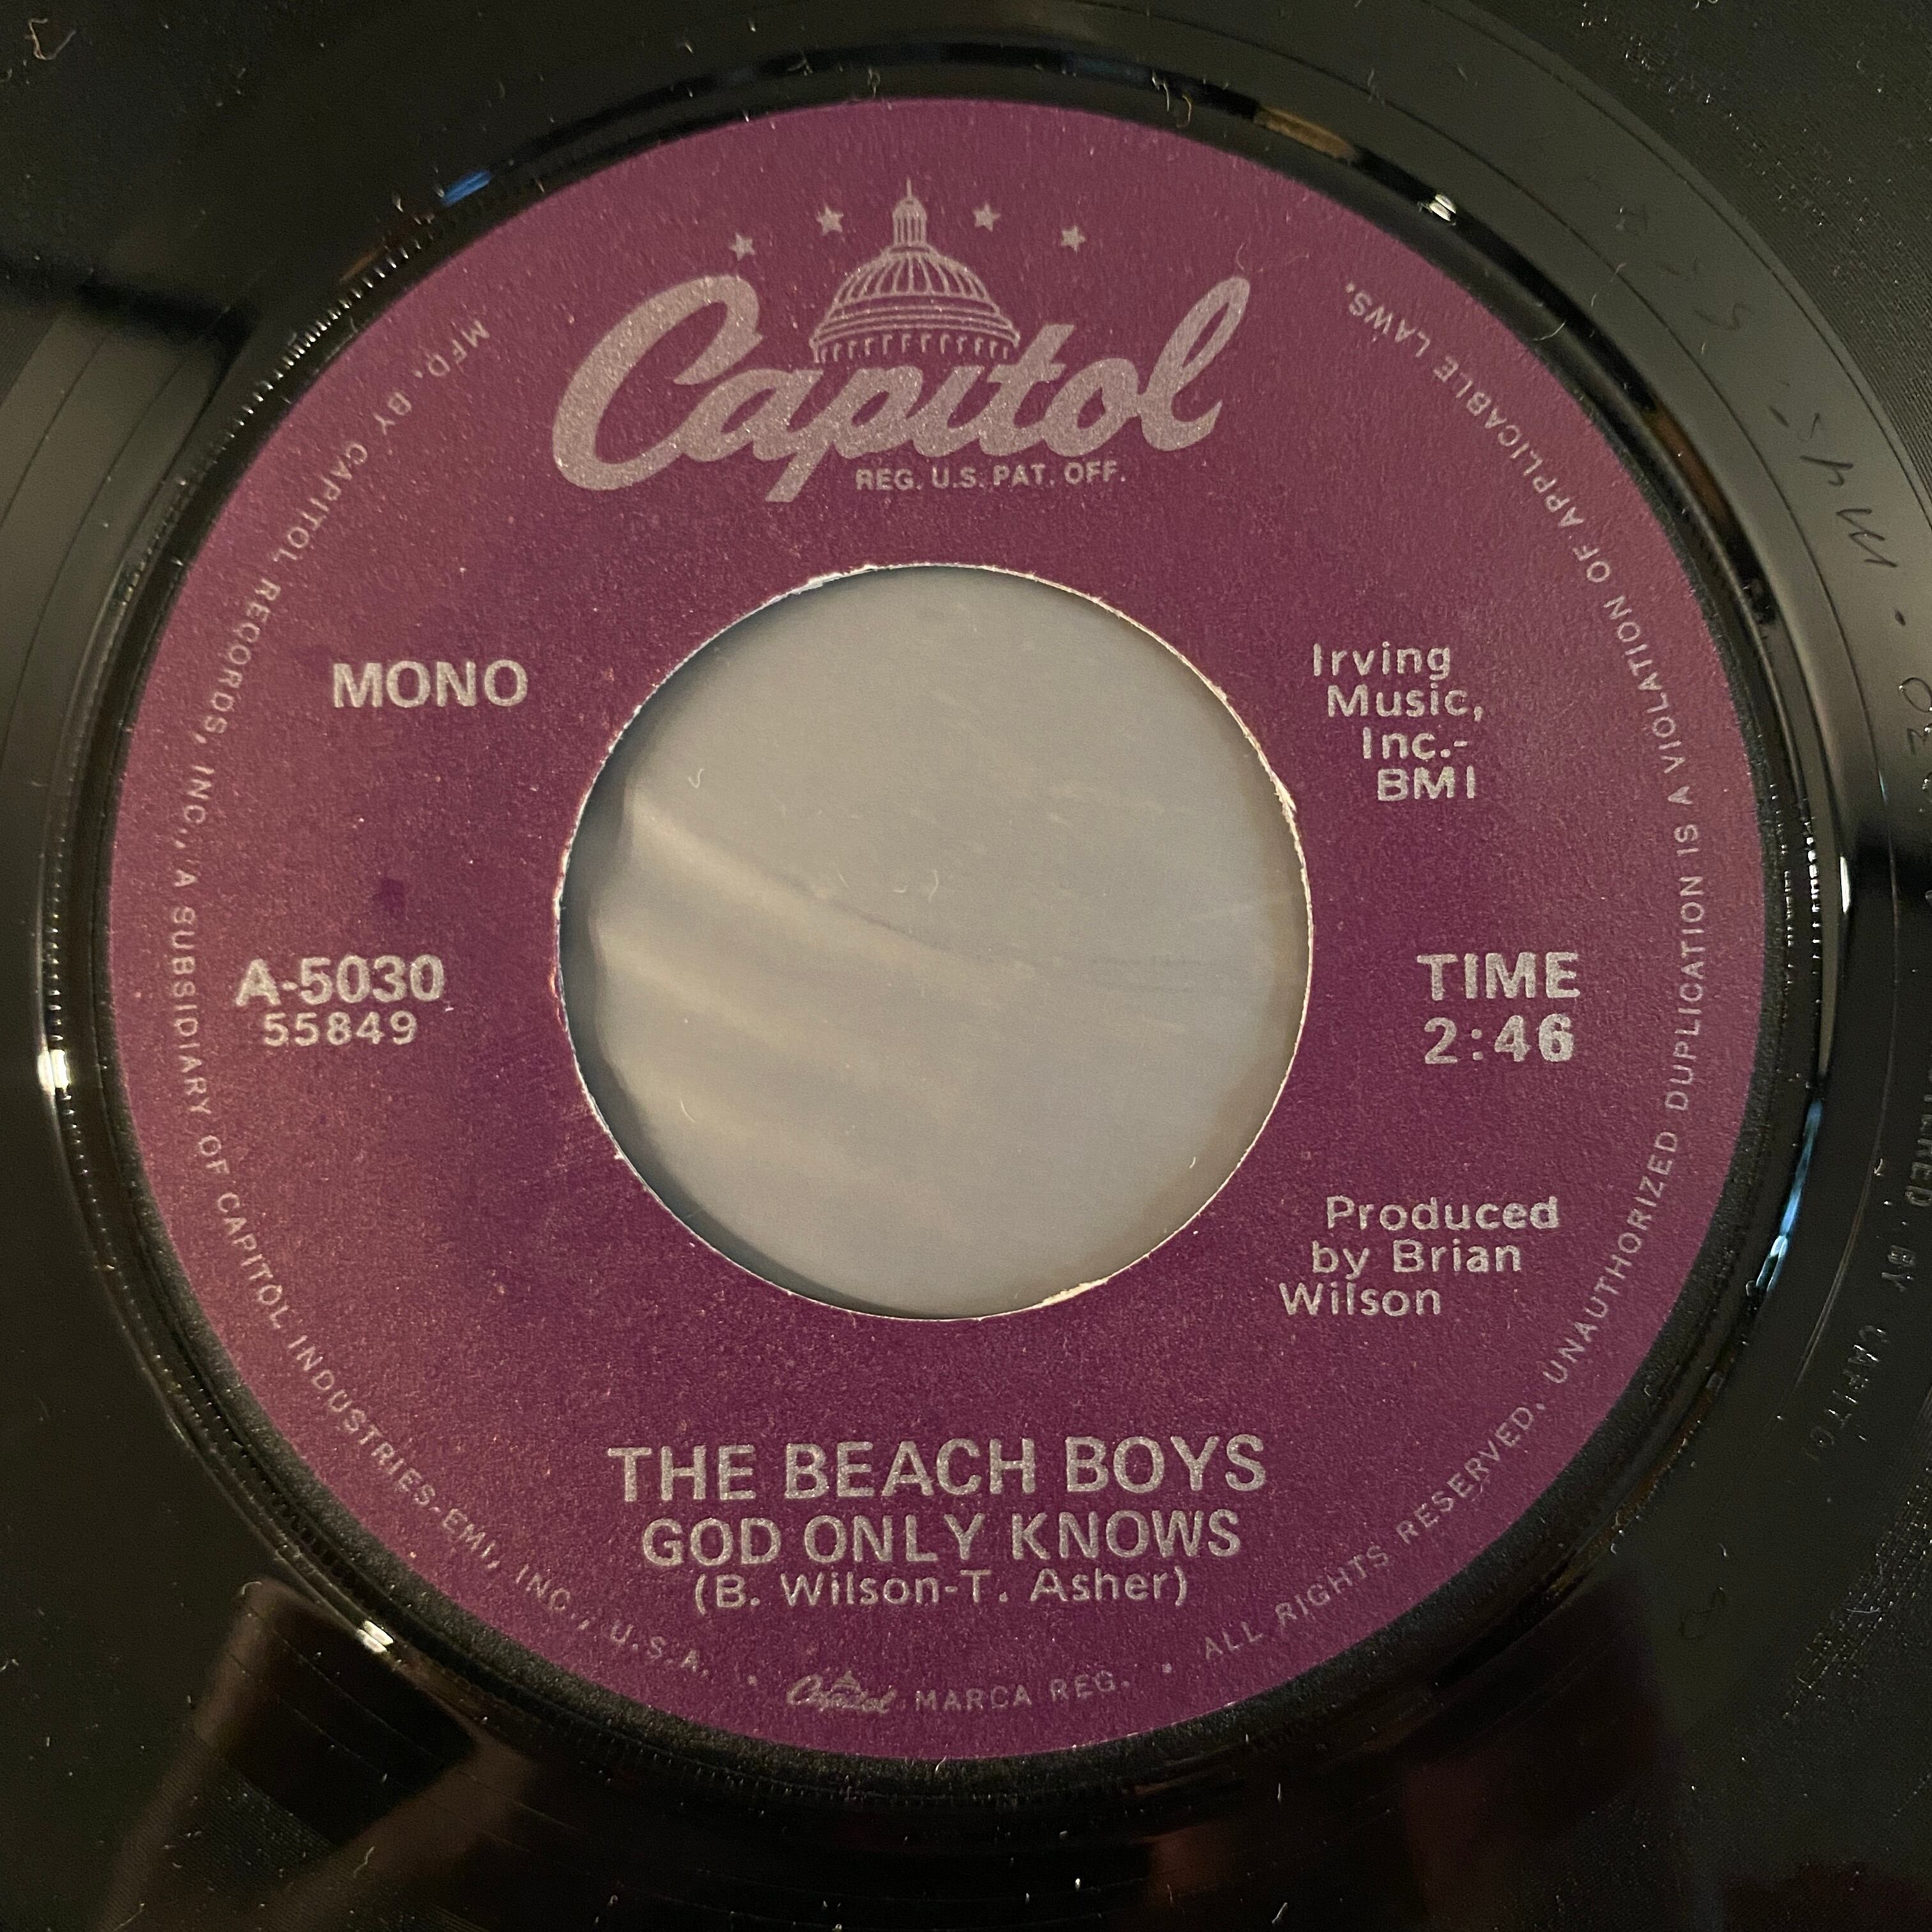 Capitol
REG. U.S. PAT. OFF.
MONO
Irving
Music,
Inc.-
BMI
A-5030
55849
TIME
2:46
Produced
by Brian
Wilson
THE BEACH BOYS
GOD ONLY KNOWS
(B. Wilson-T. Asher)
MFD. BY CAPITOL RECORDS, INC., A SUBSIDIARY OF CAPITOL INDUSTRIES-EMI, INC., U.S.A. • Capitol MARCA REG. • ALL RIGHTS RESERVED. UNAUTHORIZED DUPLICATION IS A VIOLATION OF APPLICABLE LAWS.